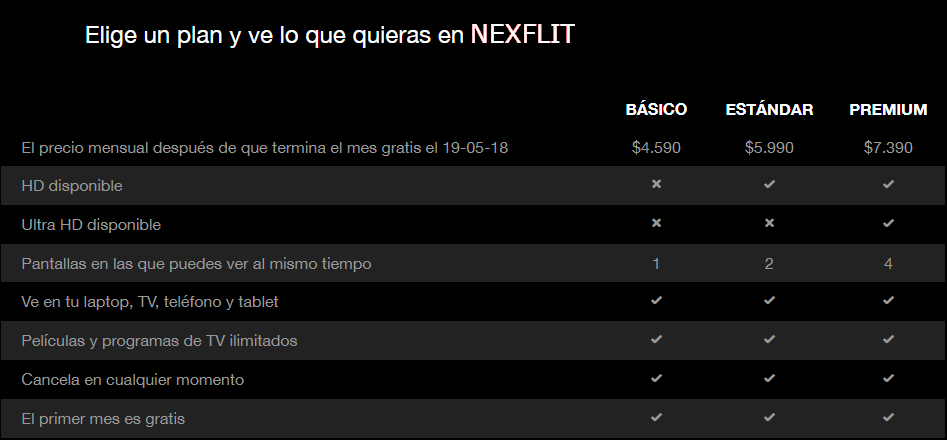 Elige un plan y ve lo que quieras en NEXFLIT
BÁSICO ESTÁNDAR PREMIUM
El precio mensual después de que termina el mes gratis el 19-05-18 $4.590 $5.990 $7.390
HD disponible ✖ ✔ ✔
Ultra HD disponible ✖ ✖ ✔
Pantallas en las que puedes ver al mismo tiempo 1 2 4
Ve en tu laptop, TV, teléfono y tablet ✔ ✔ ✔
Películas y programas de TV ilimitados ✔ ✔ ✔
Cancela en cualquier momento ✔ ✔ ✔
El primer mes es gratis ✔ ✔ ✔